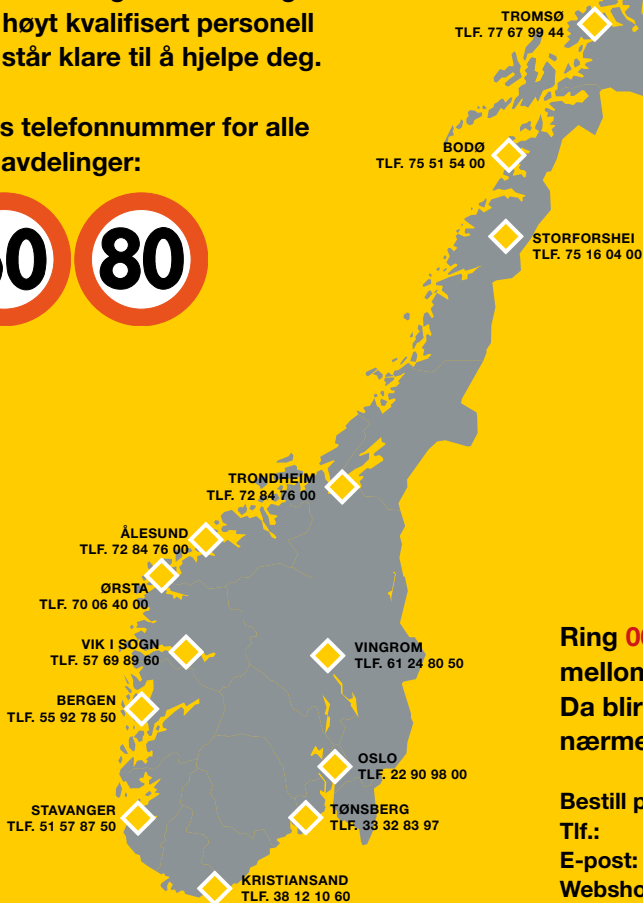 høyt kvalifisert personell
står klare til å hjelpe deg.
telefonnummer for alle
avdelinger:
80
TROMSØ
TLF. 77 67 99 44
BODØ
TLF. 75 51 54 00
STORFORSHEI
TLF. 75 16 04 00
TRONDHEIM
TLF. 72 84 76 00
ÅLESUND
TLF. 72 84 76 00
ØRSTA
TLF. 70 06 40 00
VIK I SOGN
TLF. 57 69 89 60
VINGROM
TLF. 61 24 80 50
BERGEN
TLF. 55 92 78 50
OSLO
TLF. 22 90 98 00
STAVANGER
TLF. 51 57 87 50
TØNSBERG
TLF. 33 32 83 97
KRISTIANSAND
TLF. 38 12 10 60
Ring
Da blir
Bestill
Tlf.:
E-post: